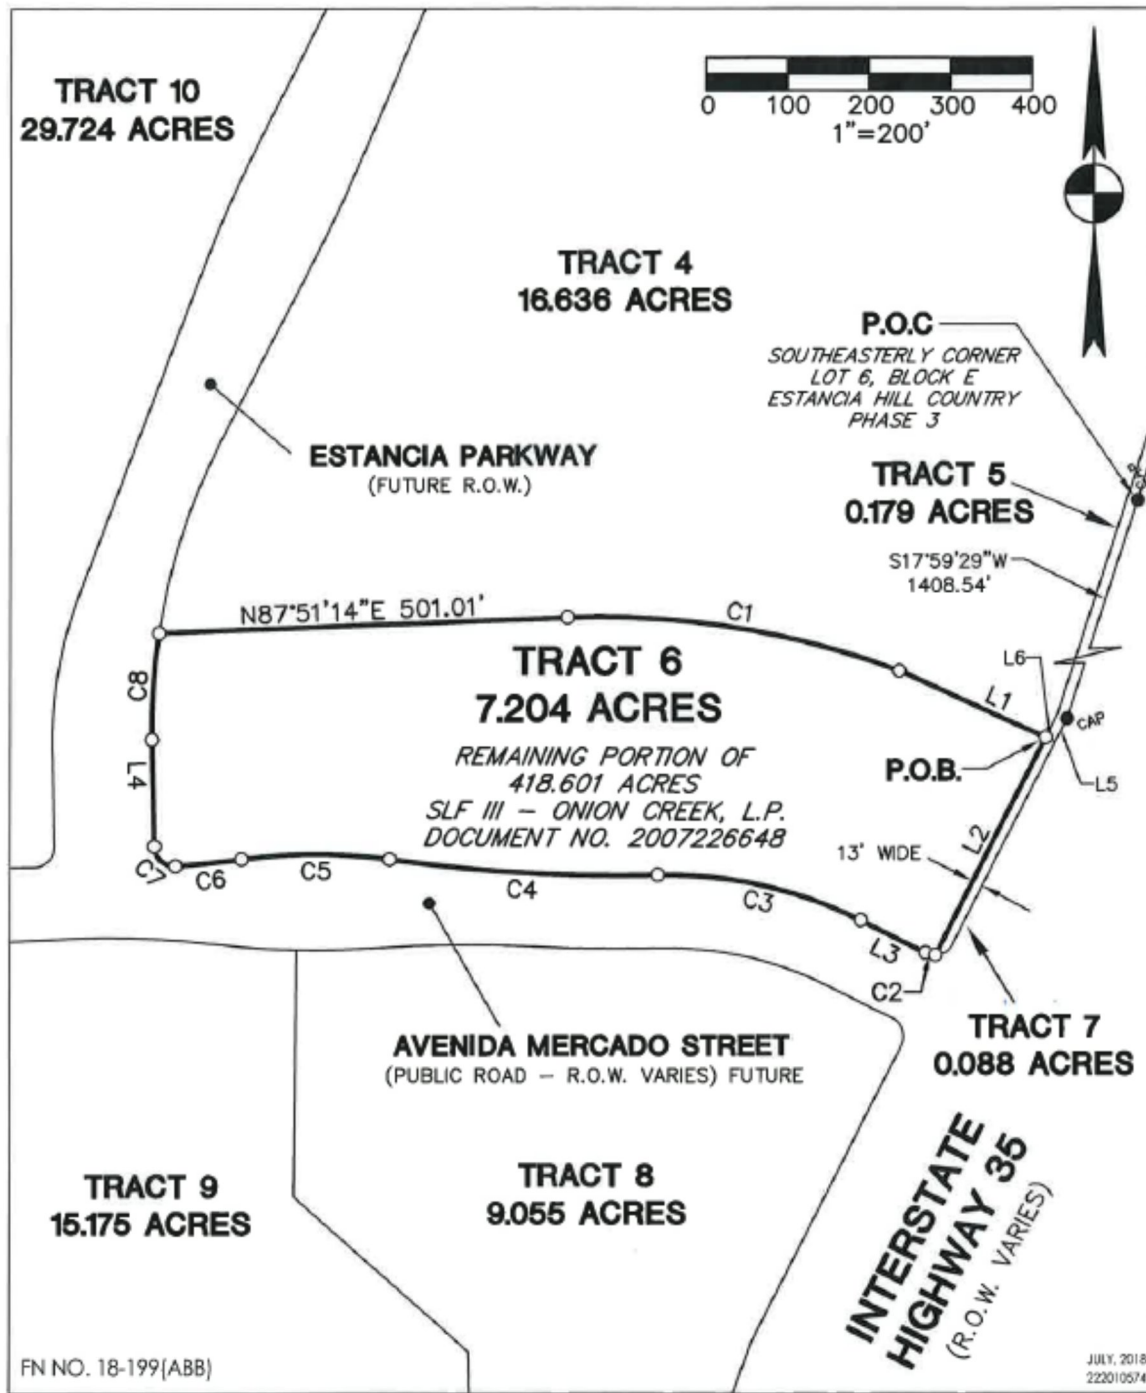 TRACT 10
29.724 ACRES
0 100 200 300 400
1"=200'
TRACT 4
16.636 ACRES
P.O.C
SOUTHEASTERLY CORNER
LOT 6, BLOCK E
ESTANCIA HILL COUNTRY
PHASE 3
ESTANCIA PARKWAY
(FUTURE R.O.W.)
TRACT 5
0.179 ACRES
S17°59'29"W
1408.54'
N87°51'14"E 501.01'
C1
L6
TRACT 6
7.204 ACRES
C8
L1
CAP
REMAINING PORTION OF
418.601 ACRES
SLF III – ONION CREEK, L.P.
DOCUMENT NO. 2007226648
L4
P.O.B.
L5
13' WIDE
L2
C7
C6
C5
C4
C3
L3
C2
AVENIDA MERCADO STREET
(PUBLIC ROAD – R.O.W. VARIES) FUTURE
TRACT 7
0.088 ACRES
TRACT 9
15.175 ACRES
TRACT 8
9.055 ACRES
INTERSTATE
HIGHWAY 35
(R.O.W. VARIES)
FN NO. 18-199(ABB)
JULY, 2018
222010574